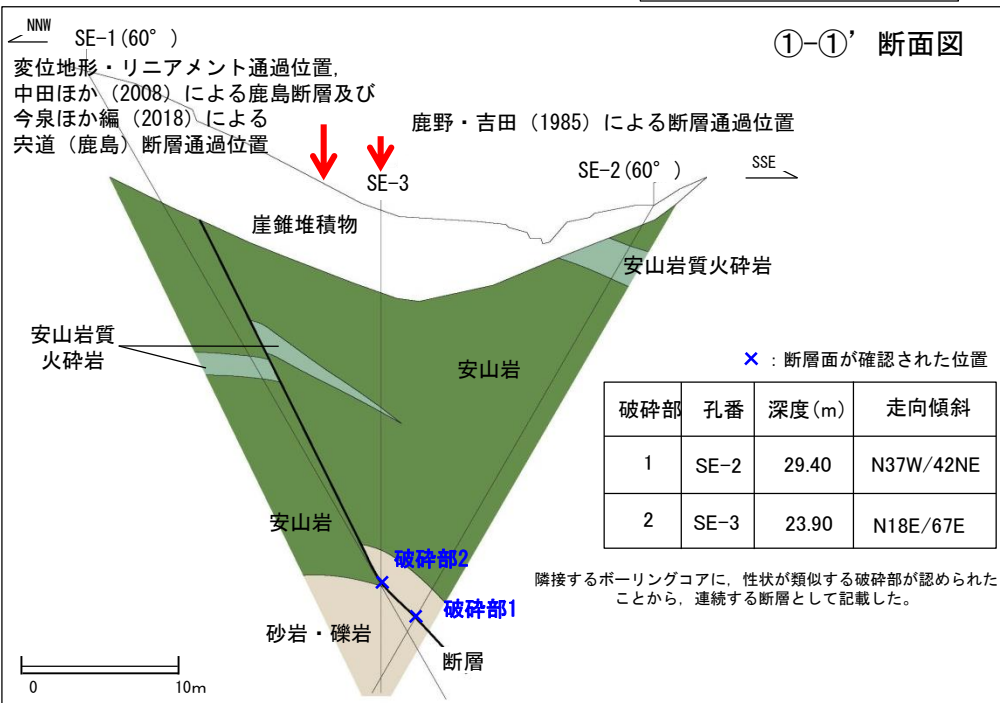 NNW
SE-1(60°)
①-①’ 断面図
変位地形・リニアメント通過位置,
中田ほか（2008）による鹿島断層及び
今泉ほか編（2018）による
宍道（鹿島）断層通過位置
鹿野・吉田（1985）による断層通過位置
SE-3
SE-2(60°)
SSE
崖錐堆積物
安山岩質火砕岩
安山岩質
火砕岩
安山岩
×：断層面が確認された位置
破砕部 孔番 深度(m) 走向傾斜
1 SE-2 29.40 N37W/42NE
2 SE-3 23.90 N18E/67E
安山岩
破砕部2
破砕部1
隣接するボーリングコアに，性状が類似する破砕部が認められた
ことから，連続する断層として記載した。
砂岩・礫岩
断層
0 10m